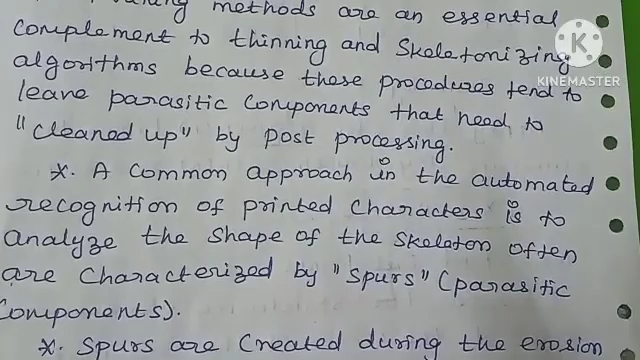 methods are an essential
complement to thinning and Skeletonizing
algorithms because these procedures tend to
leave parasitic components that need to
"cleaned up" by post processing.
*. A common approach in the automated
recognition of printed characters is to
analyze the shape of the skeleton often
are characterized by "Spurs" (parasitic
Components).
*. Spurs are created during the erosion
KINEMASTER